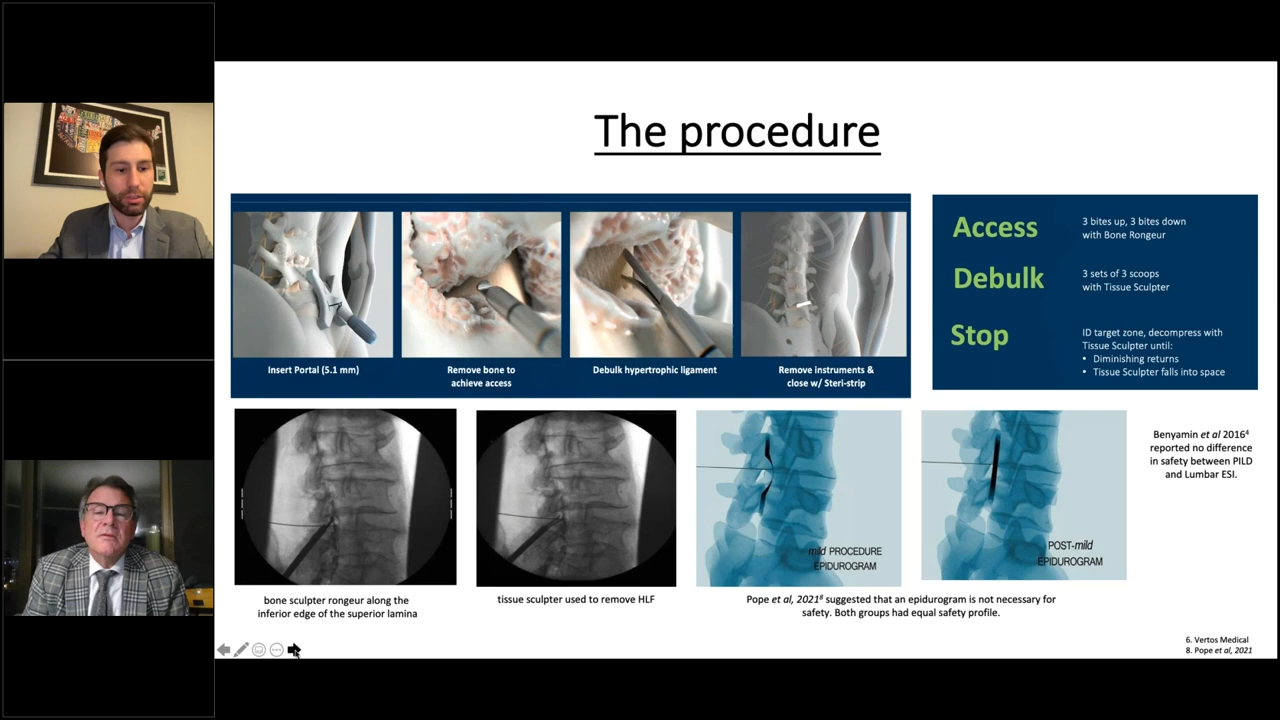 The procedure
Insert Portal (5.1 mm)
Remove bone to
achieve access
Debulk hypertrophic ligament
Remove instruments &
close w/ Steri-strip
Access
3 bites up, 3 bites down
with Bone Rongeur
Debulk
3 sets of 3 scoops
with Tissue Sculpter
Stop
ID target zone, decompress with
Tissue Sculpter until:
• Diminishing returns
• Tissue Sculpter falls into space
mild PROCEDURE
EPIDUROGRAM
POST-mild
EPIDUROGRAM
Benyamin et al 2016⁴
reported no difference
in safety between PILD
and Lumbar ESI.
bone sculpter rongeur along the
inferior edge of the superior lamina
tissue sculpter used to remove HLF
Pope et al, 2021⁸ suggested that an epidurogram is not necessary for
safety. Both groups had equal safety profile.
6. Vertos Medical
8. Pope et al, 2021